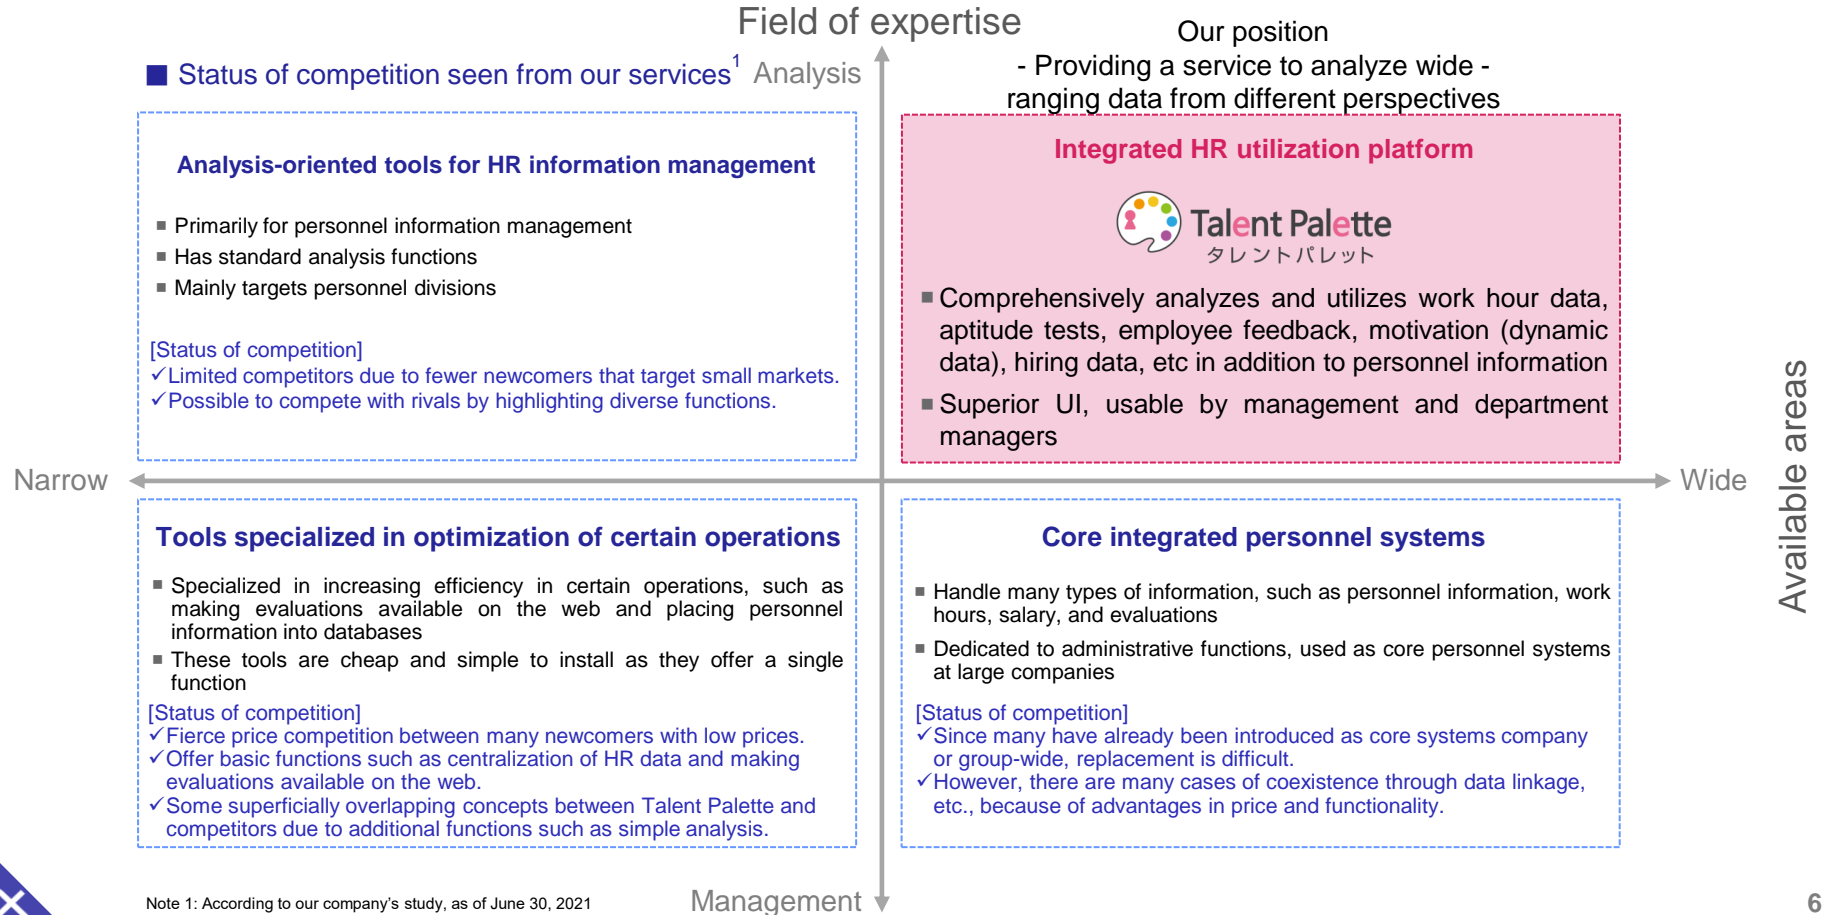 Field of expertise
■ Status of competition seen from our services1
Analysis
Our position
- Providing a service to analyze wide -
ranging data from different perspectives
Analysis-oriented tools for HR information management
■ Primarily for personnel information management
■ Has standard analysis functions
■ Mainly targets personnel divisions
[Status of competition]
✓Limited competitors due to fewer newcomers that target small markets.
✓Possible to compete with rivals by highlighting diverse functions.
Integrated HR utilization platform
Talent Palette
タレントパレット
■ Comprehensively analyzes and utilizes work hour data,
aptitude tests, employee feedback, motivation (dynamic
data), hiring data, etc in addition to personnel information
■ Superior UI, usable by management and department
managers
Narrow
Wide
Available areas
Tools specialized in optimization of certain operations
■ Specialized in increasing efficiency in certain operations, such as
making evaluations available on the web and placing personnel
information into databases
■ These tools are cheap and simple to install as they offer a single
function
[Status of competition]
✓Fierce price competition between many newcomers with low prices.
✓Offer basic functions such as centralization of HR data and making
evaluations available on the web.
✓Some superficially overlapping concepts between Talent Palette and
competitors due to additional functions such as simple analysis.
Core integrated personnel systems
■ Handle many types of information, such as personnel information, work
hours, salary, and evaluations
■ Dedicated to administrative functions, used as core personnel systems
at large companies
[Status of competition]
✓Since many have already been introduced as core systems company
or group-wide, replacement is difficult.
✓However, there are many cases of coexistence through data linkage,
etc., because of advantages in price and functionality.
Management
Note 1: According to our company's study, as of June 30, 2021
6